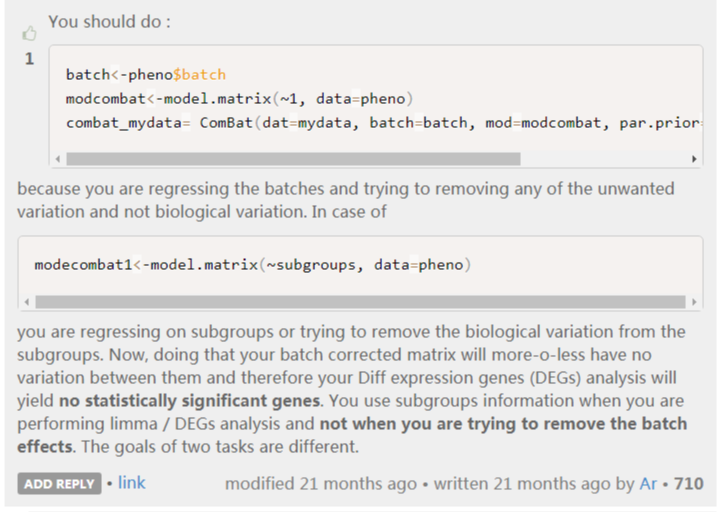 You should do :
1
batch<-pheno$batch
modcombat<-model.matrix(~1, data=pheno)
combat_mydata= ComBat(dat=mydata, batch=batch, mod=modcombat, par.prior=
because you are regressing the batches and trying to removing any of the unwanted
variation and not biological variation. In case of
modecombat1<-model.matrix(~subgroups, data=pheno)
you are regressing on subgroups or trying to remove the biological variation from the
subgroups. Now, doing that your batch corrected matrix will more-o-less have no
variation between them and therefore your Diff expression genes (DEGs) analysis will
yield no statistically significant genes. You use subgroups information when you are
performing limma / DEGs analysis and not when you are trying to remove the batch
effects. The goals of two tasks are different.
ADD REPLY • link modified 21 months ago • written 21 months ago by Ar • 710